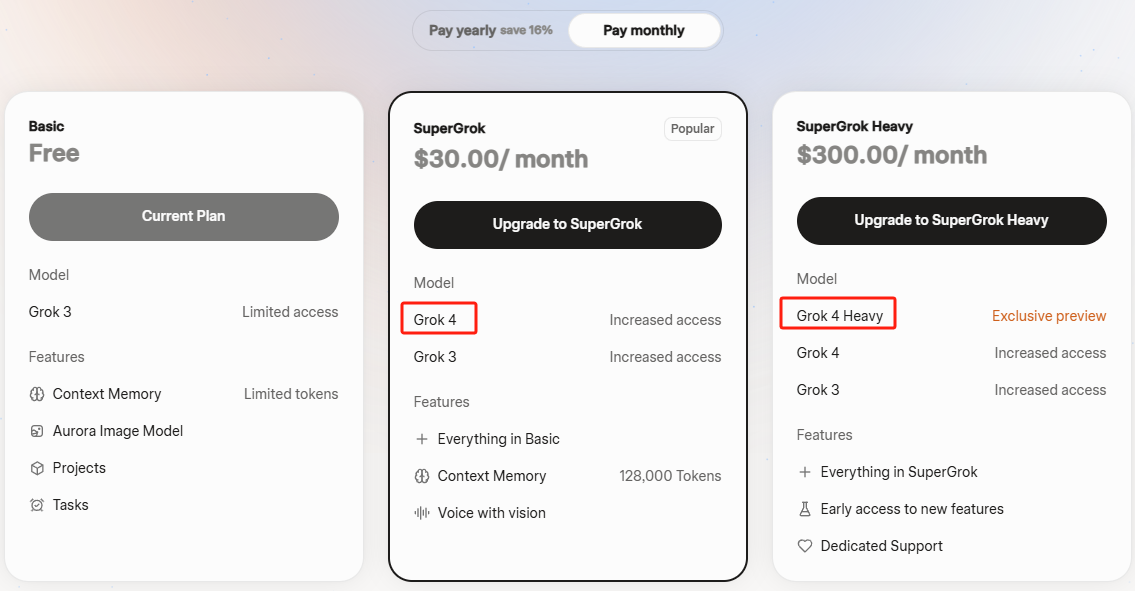 Pay yearly save 16%
Pay monthly
Basic
Free
Current Plan
Model
Grok 3 Limited access
Features
Context Memory Limited tokens
Aurora Image Model
Projects
Tasks
SuperGrok Popular
$30.00/ month
Upgrade to SuperGrok
Model
Grok 4 Increased access
Grok 3 Increased access
Features
Everything in Basic
Context Memory 128,000 Tokens
Voice with vision
SuperGrok Heavy
$300.00/ month
Upgrade to SuperGrok Heavy
Model
Grok 4 Heavy Exclusive preview
Grok 4 Increased access
Grok 3 Increased access
Features
Everything in SuperGrok
Early access to new features
Dedicated Support